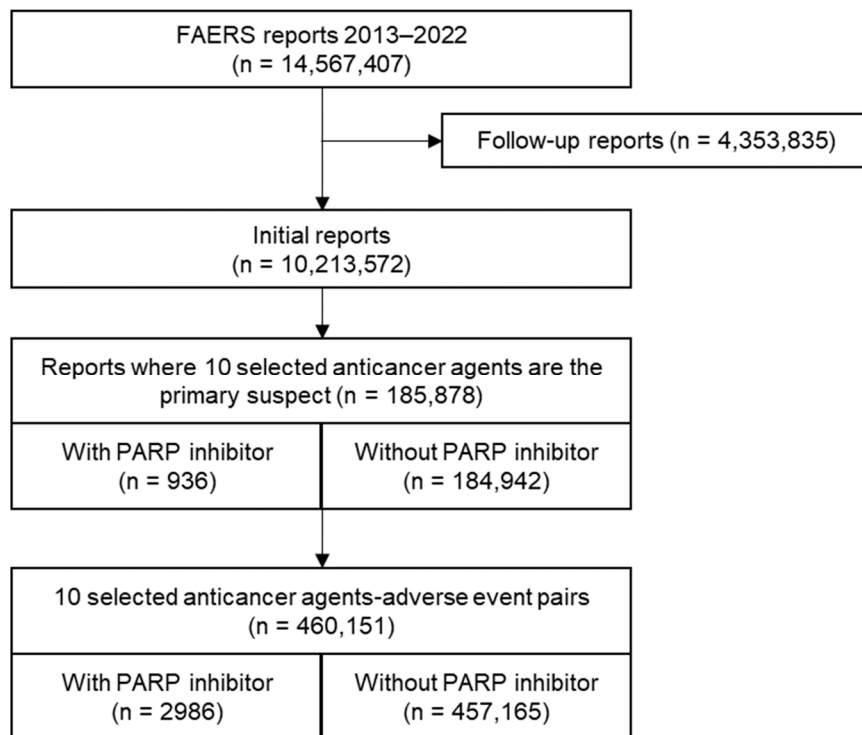 FAERS reports 2013–2022
(n = 14,567,407)
Follow-up reports (n = 4,353,835)
Initial reports
(n = 10,213,572)
Reports where 10 selected anticancer agents are the
primary suspect (n = 185,878)
With PARP inhibitor
(n = 936)
Without PARP inhibitor
(n = 184,942)
10 selected anticancer agents-adverse event pairs
(n = 460,151)
With PARP inhibitor
(n = 2986)
Without PARP inhibitor
(n = 457,165)